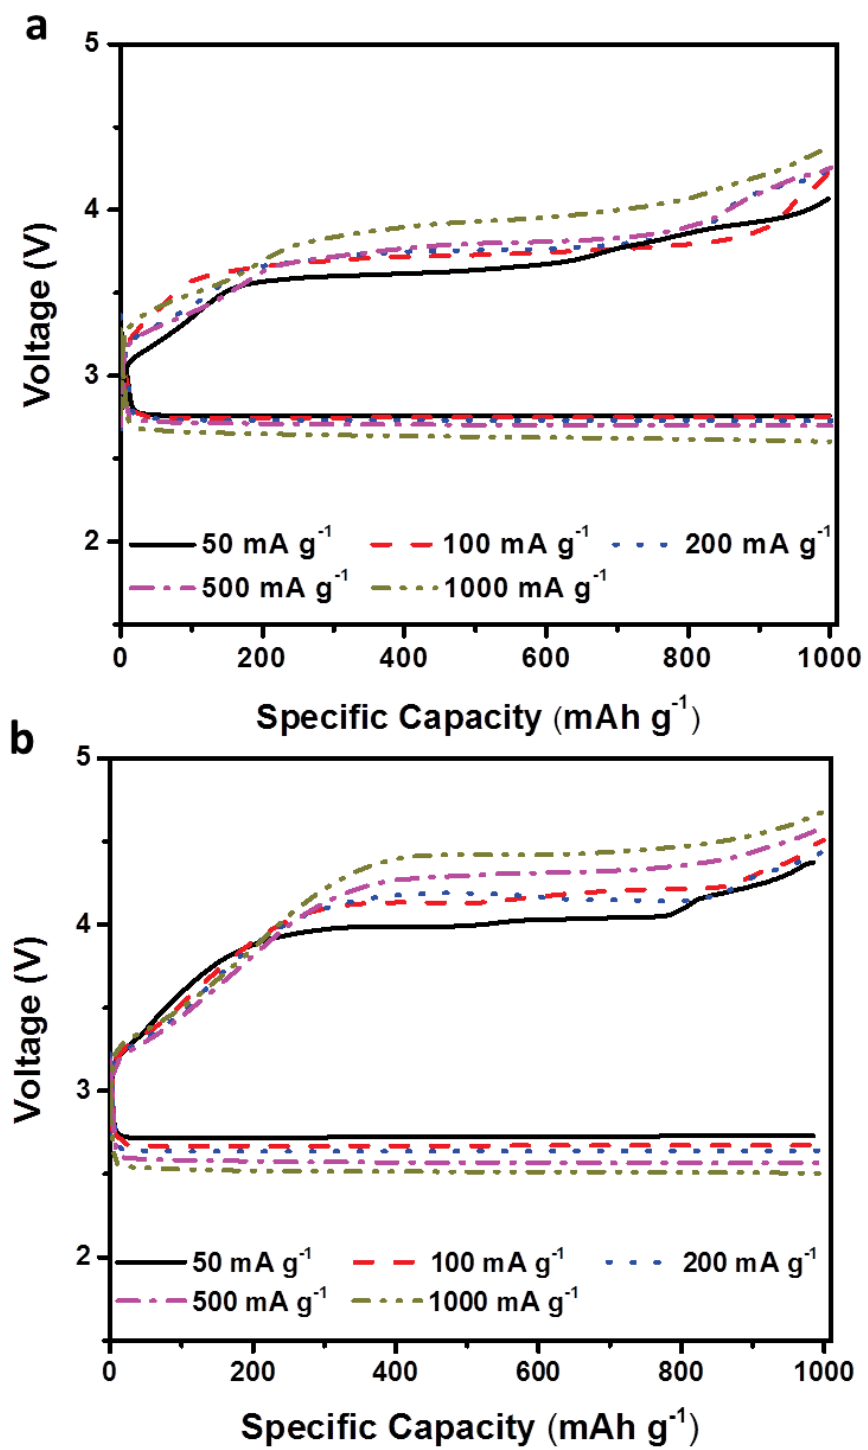 a
5
4
3
2
Voltage (V)
50 mA g⁻¹ 100 mA g⁻¹ 200 mA g⁻¹
500 mA g⁻¹ 1000 mA g⁻¹
0 200 400 600 800 1000
Specific Capacity (mAh g⁻¹)
b
5
4
3
2
Voltage (V)
50 mA g⁻¹ 100 mA g⁻¹ 200 mA g⁻¹
500 mA g⁻¹ 1000 mA g⁻¹
0 200 400 600 800 1000
Specific Capacity (mAh g⁻¹)